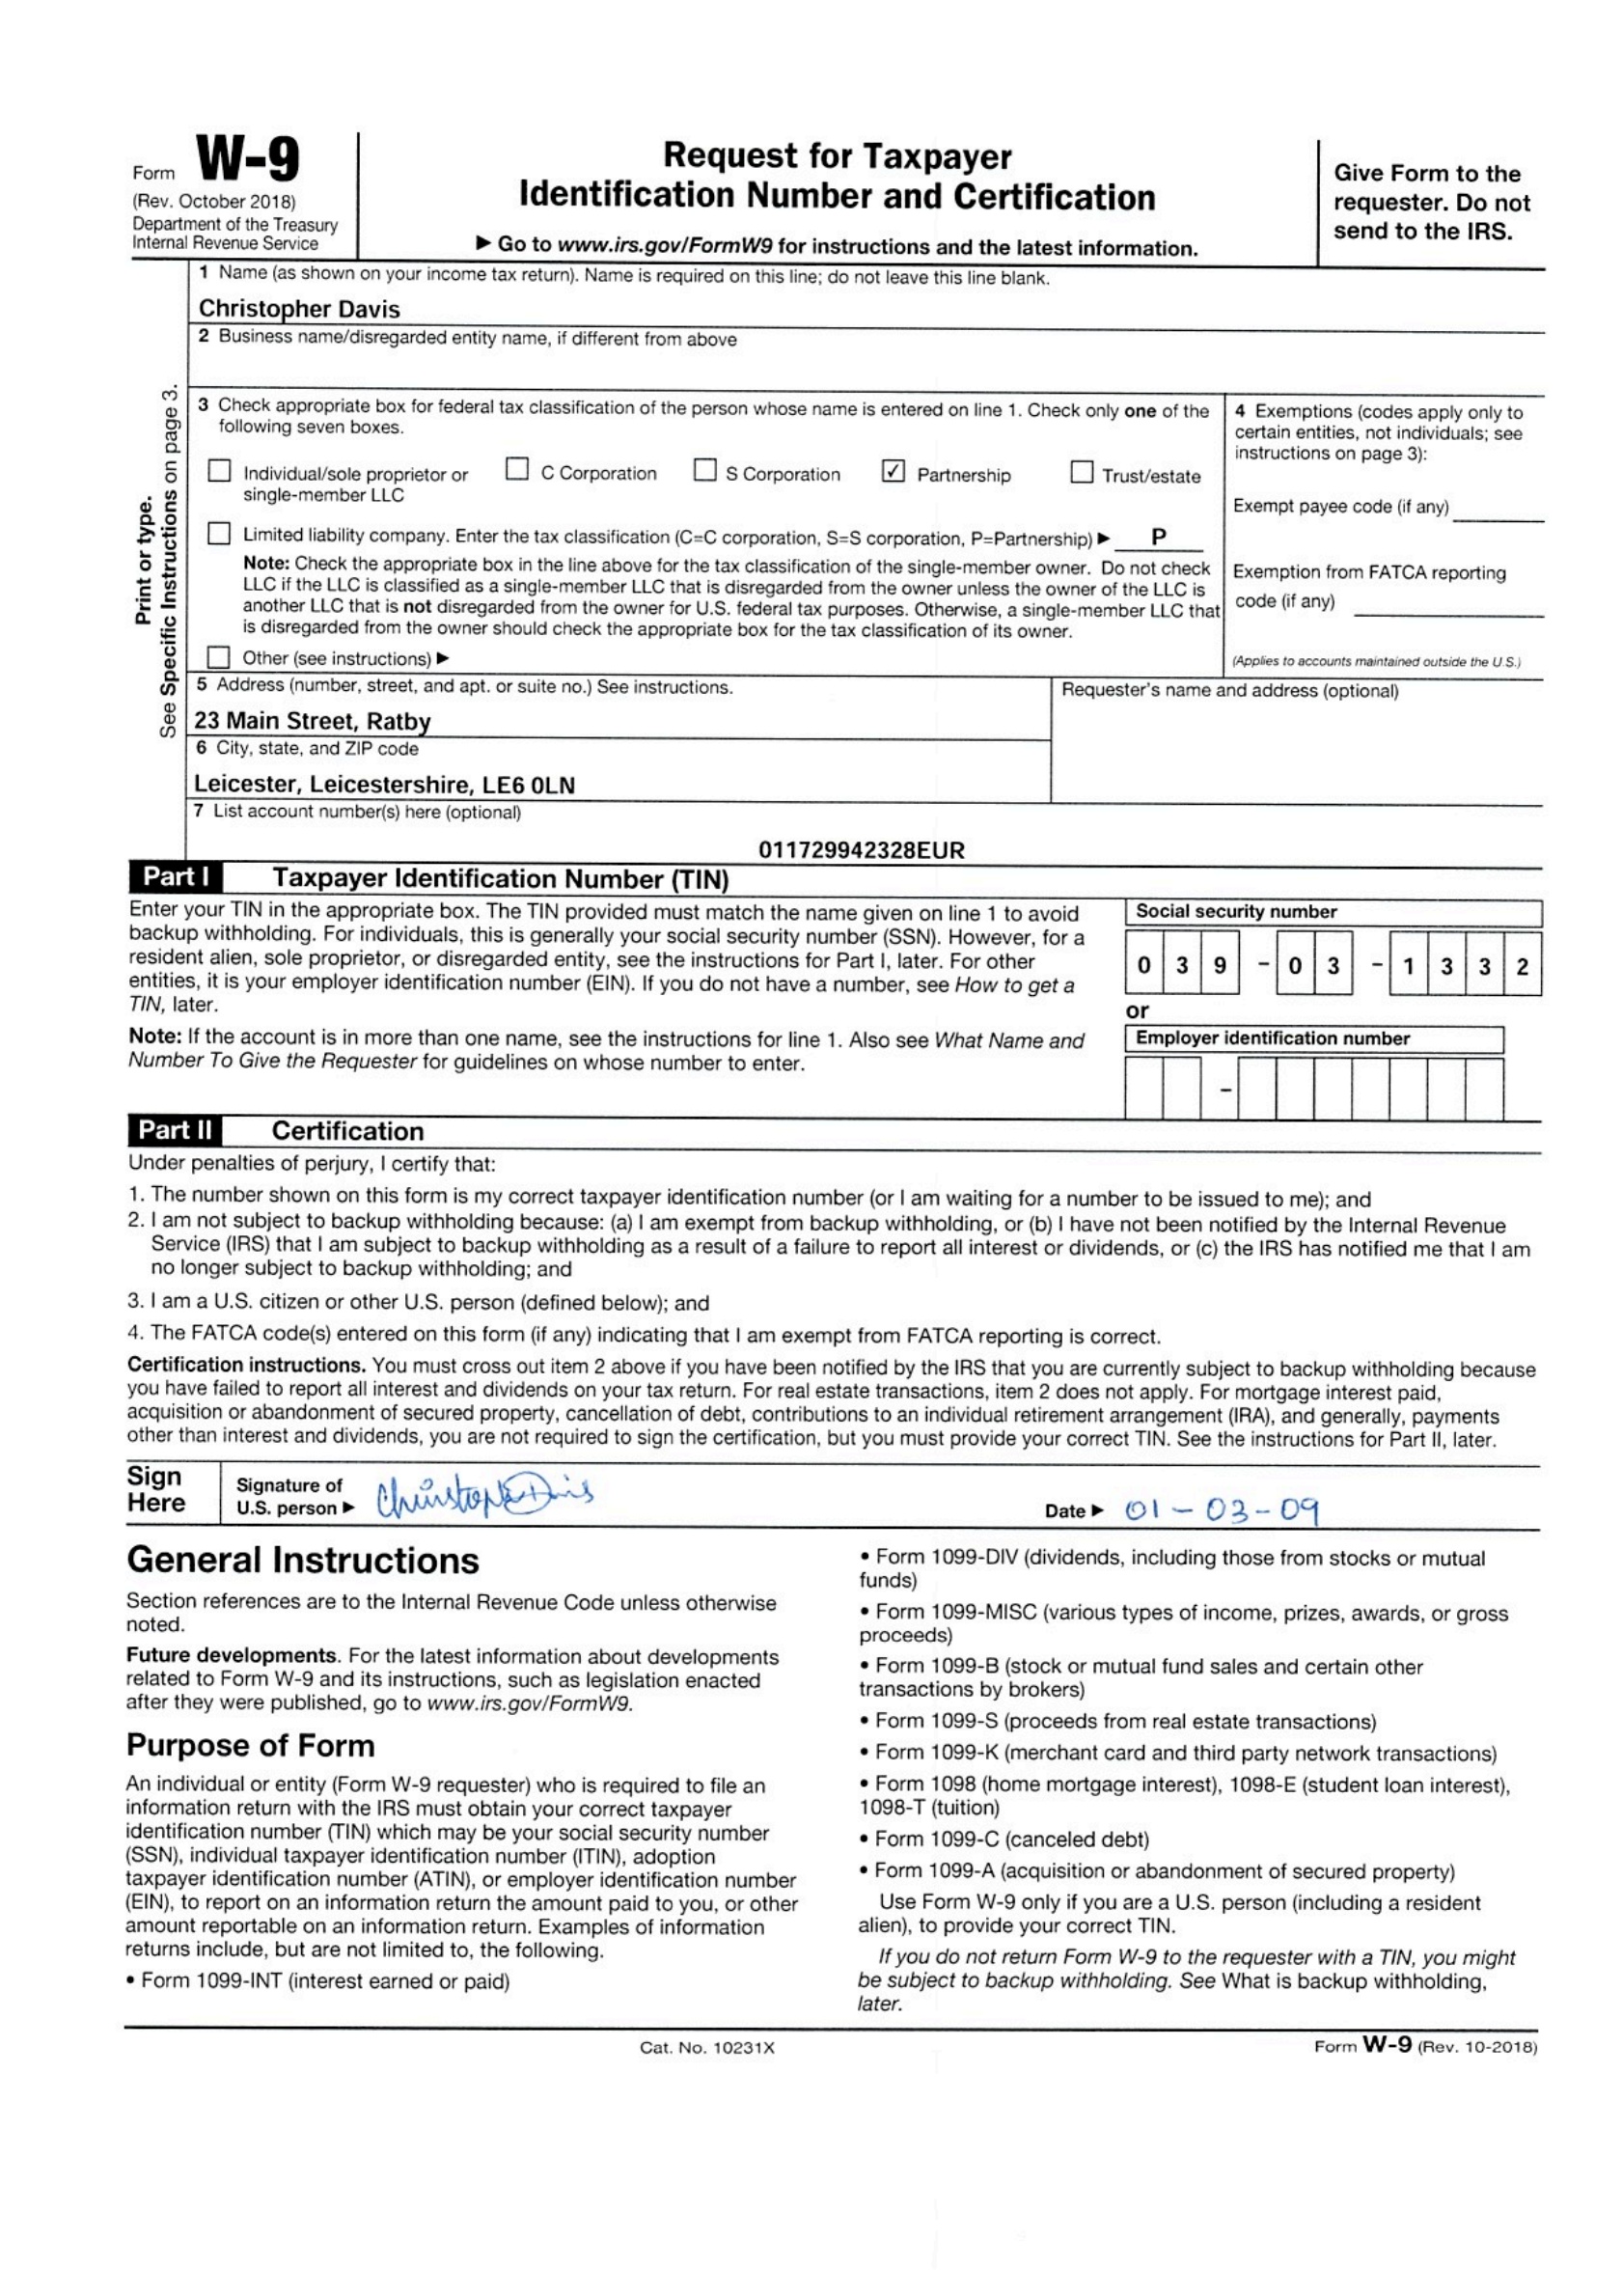 Form W-9
(Rev. October 2018)
Department of the Treasury
Internal Revenue Service
Request for Taxpayer
Identification Number and Certification
▶ Go to www.irs.gov/FormW9 for instructions and the latest information.
Give Form to the
requester. Do not
send to the IRS.
Print or type.
See Specific Instructions on page 3.
1 Name (as shown on your income tax return). Name is required on this line; do not leave this line blank.
Christopher Davis
2 Business name/disregarded entity name, if different from above
3 Check appropriate box for federal tax classification of the person whose name is entered on line 1. Check only one of the
following seven boxes.
☐ Individual/sole proprietor or
single-member LLC
☐ C Corporation
☐ S Corporation
☑ Partnership
☐ Trust/estate
☐ Limited liability company. Enter the tax classification (C=C corporation, S=S corporation, P=Partnership) ▶ P
Note: Check the appropriate box in the line above for the tax classification of the single-member owner. Do not check
LLC if the LLC is classified as a single-member LLC that is disregarded from the owner unless the owner of the LLC is
another LLC that is not disregarded from the owner for U.S. federal tax purposes. Otherwise, a single-member LLC that
is disregarded from the owner should check the appropriate box for the tax classification of its owner.
☐ Other (see instructions) ▶
4 Exemptions (codes apply only to
certain entities, not individuals; see
instructions on page 3):
Exempt payee code (if any)
Exemption from FATCA reporting
code (if any)
(Applies to accounts maintained outside the U.S.)
5 Address (number, street, and apt. or suite no.) See instructions.
23 Main Street, Ratby
6 City, state, and ZIP code
Leicester, Leicestershire, LE6 0LN
Requester's name and address (optional)
7 List account number(s) here (optional)
011729942328EUR
Part I Taxpayer Identification Number (TIN)
Enter your TIN in the appropriate box. The TIN provided must match the name given on line 1 to avoid
backup withholding. For individuals, this is generally your social security number (SSN). However, for a
resident alien, sole proprietor, or disregarded entity, see the instructions for Part I, later. For other
entities, it is your employer identification number (EIN). If you do not have a number, see How to get a
TIN, later.
Note: If the account is in more than one name, see the instructions for line 1. Also see What Name and
Number To Give the Requester for guidelines on whose number to enter.
Social security number
0 3 9 - 0 3 - 1 3 3 2
or
Employer identification number
-
Part II Certification
Under penalties of perjury, I certify that:
1. The number shown on this form is my correct taxpayer identification number (or I am waiting for a number to be issued to me); and
2. I am not subject to backup withholding because: (a) I am exempt from backup withholding, or (b) I have not been notified by the Internal Revenue
Service (IRS) that I am subject to backup withholding as a result of a failure to report all interest or dividends, or (c) the IRS has notified me that I am
no longer subject to backup withholding; and
3. I am a U.S. citizen or other U.S. person (defined below); and
4. The FATCA code(s) entered on this form (if any) indicating that I am exempt from FATCA reporting is correct.
Certification instructions. You must cross out item 2 above if you have been notified by the IRS that you are currently subject to backup withholding because
you have failed to report all interest and dividends on your tax return. For real estate transactions, item 2 does not apply. For mortgage interest paid,
acquisition or abandonment of secured property, cancellation of debt, contributions to an individual retirement arrangement (IRA), and generally, payments
other than interest and dividends, you are not required to sign the certification, but you must provide your correct TIN. See the instructions for Part II, later.
Sign
Here
Signature of
U.S. person ▶ Christopher Davis
Date ▶ 01-03-09
General Instructions
Section references are to the Internal Revenue Code unless otherwise
noted.
Future developments. For the latest information about developments
related to Form W-9 and its instructions, such as legislation enacted
after they were published, go to www.irs.gov/FormW9.
Purpose of Form
An individual or entity (Form W-9 requester) who is required to file an
information return with the IRS must obtain your correct taxpayer
identification number (TIN) which may be your social security number
(SSN), individual taxpayer identification number (ITIN), adoption
taxpayer identification number (ATIN), or employer identification number
(EIN), to report on an information return the amount paid to you, or other
amount reportable on an information return. Examples of information
returns include, but are not limited to, the following.
• Form 1099-INT (interest earned or paid)
• Form 1099-DIV (dividends, including those from stocks or mutual
funds)
• Form 1099-MISC (various types of income, prizes, awards, or gross
proceeds)
• Form 1099-B (stock or mutual fund sales and certain other
transactions by brokers)
• Form 1099-S (proceeds from real estate transactions)
• Form 1099-K (merchant card and third party network transactions)
• Form 1098 (home mortgage interest), 1098-E (student loan interest),
1098-T (tuition)
• Form 1099-C (canceled debt)
• Form 1099-A (acquisition or abandonment of secured property)
Use Form W-9 only if you are a U.S. person (including a resident
alien), to provide your correct TIN.
If you do not return Form W-9 to the requester with a TIN, you might
be subject to backup withholding. See What is backup withholding,
later.
Cat. No. 10231X
Form W-9 (Rev. 10-2018)